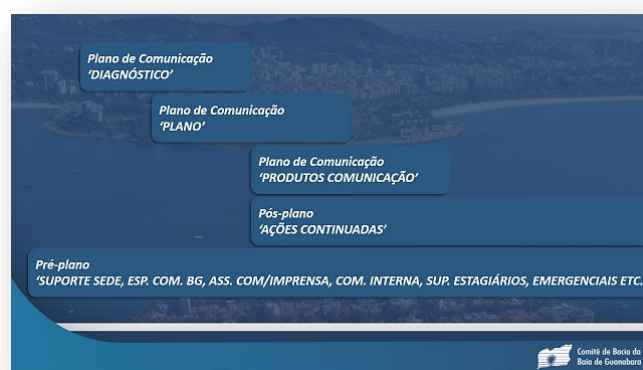 Plano de Comunicação
‘DIAGNÓSTICO’
Plano de Comunicação
‘PLANO’
Plano de Comunicação
‘PRODUTOS COMUNICAÇÃO’
Pós-plano
‘AÇÕES CONTINUADAS’
Pré-plano
‘SUPORTE SEDE, ESP. COM. BG, ASS. COM/IMPRENSA, COM. INTERNA, SUP. ESTAGIÁRIOS, EMERGENCIAIS ETC.
Comitê de Bacia da
Baía de Guanabara